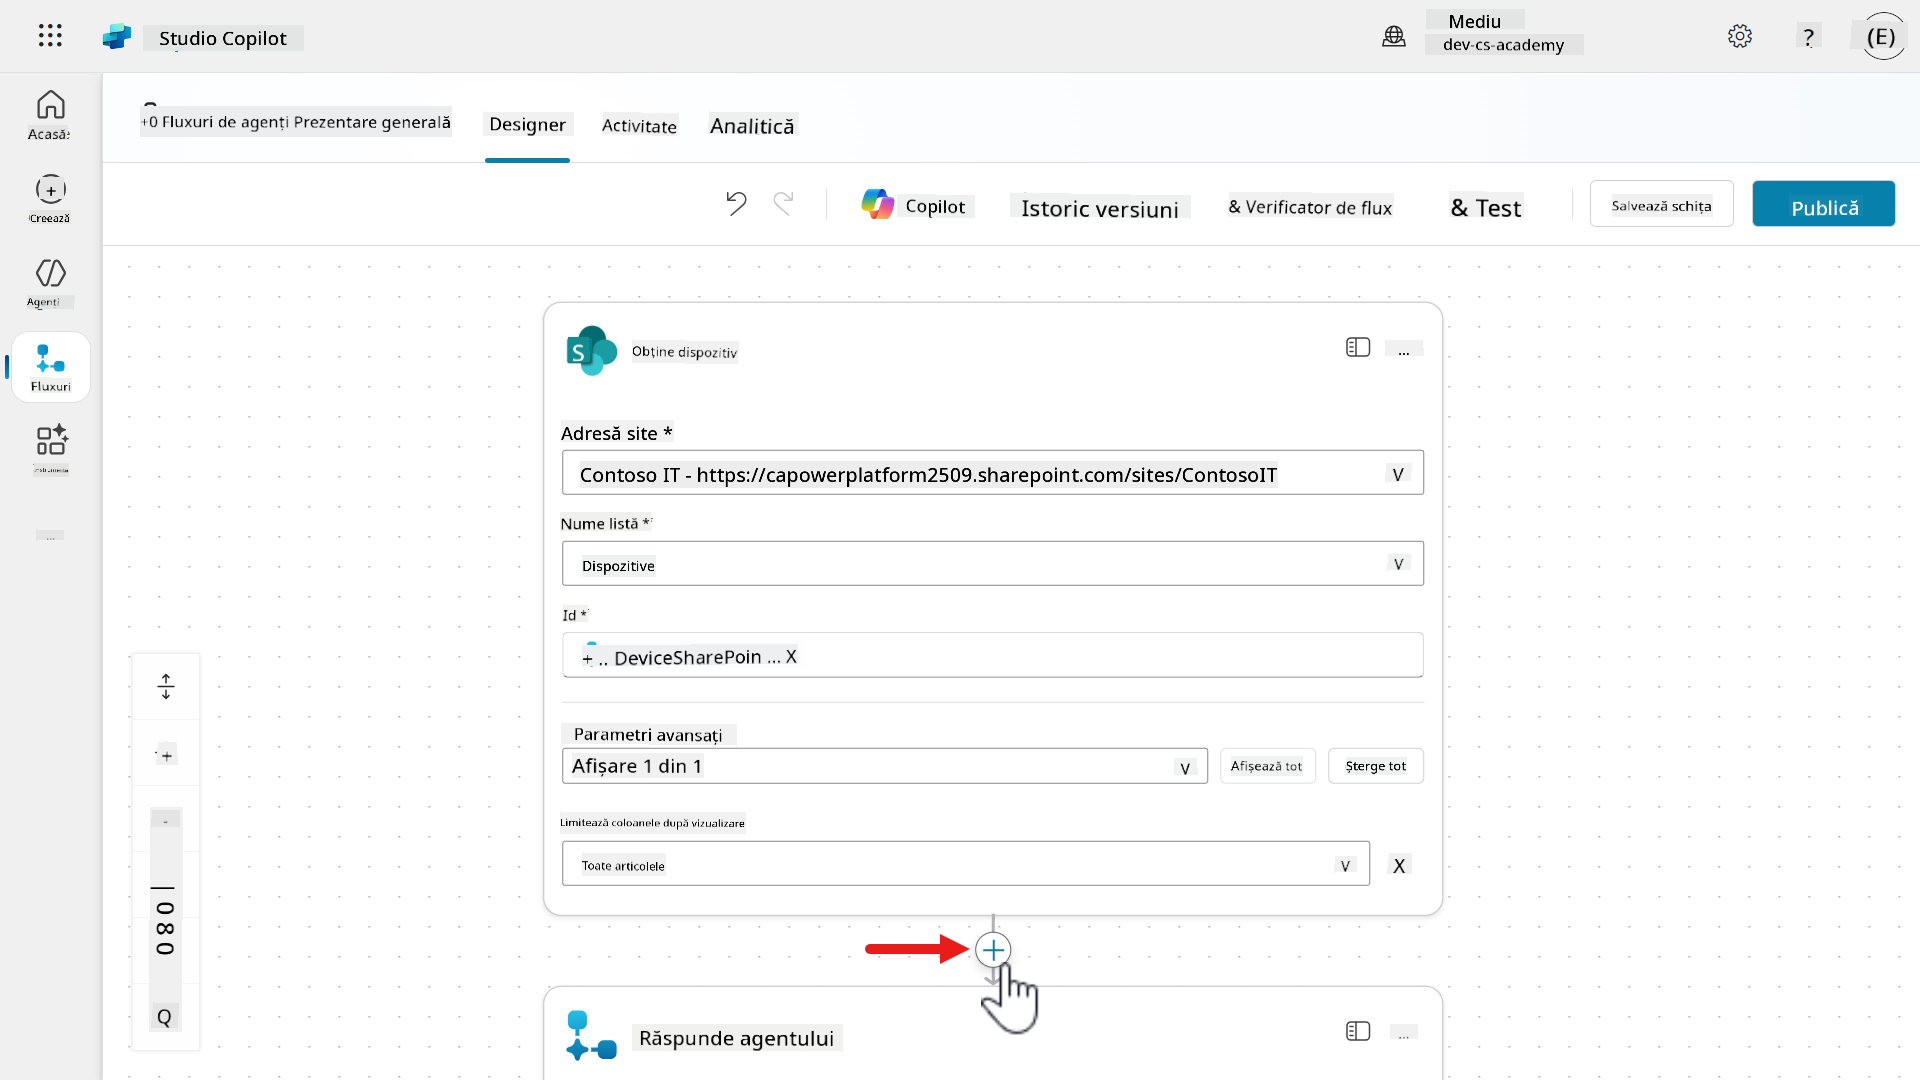 Studio Copilot
Mediu
dev-cs-academy
?
(E)
Acasă
Creează
Agenți
Fluxuri
...
+0 Fluxuri de agenți Prezentare generală
Designer
Activitate
Analitică
Copilot
Istoric versiuni
& Verificator de flux
& Test
Salvează schița
Publică
S
Obține dispozitiv
...
Adresă site *
Contoso IT - https://capowerplatform2509.sharepoint.com/sites/ContosoIT
V
Nume listă *
Dispozitive
V
Id *
+ .. DeviceSharePoin ... X
Parametri avansați
Afișare 1 din 1
V
Afișează tot
Șterge tot
Limitează coloanele după vizualizare
Toate articolele
V
X
+
-
| 080
Q
Răspunde agentului
...